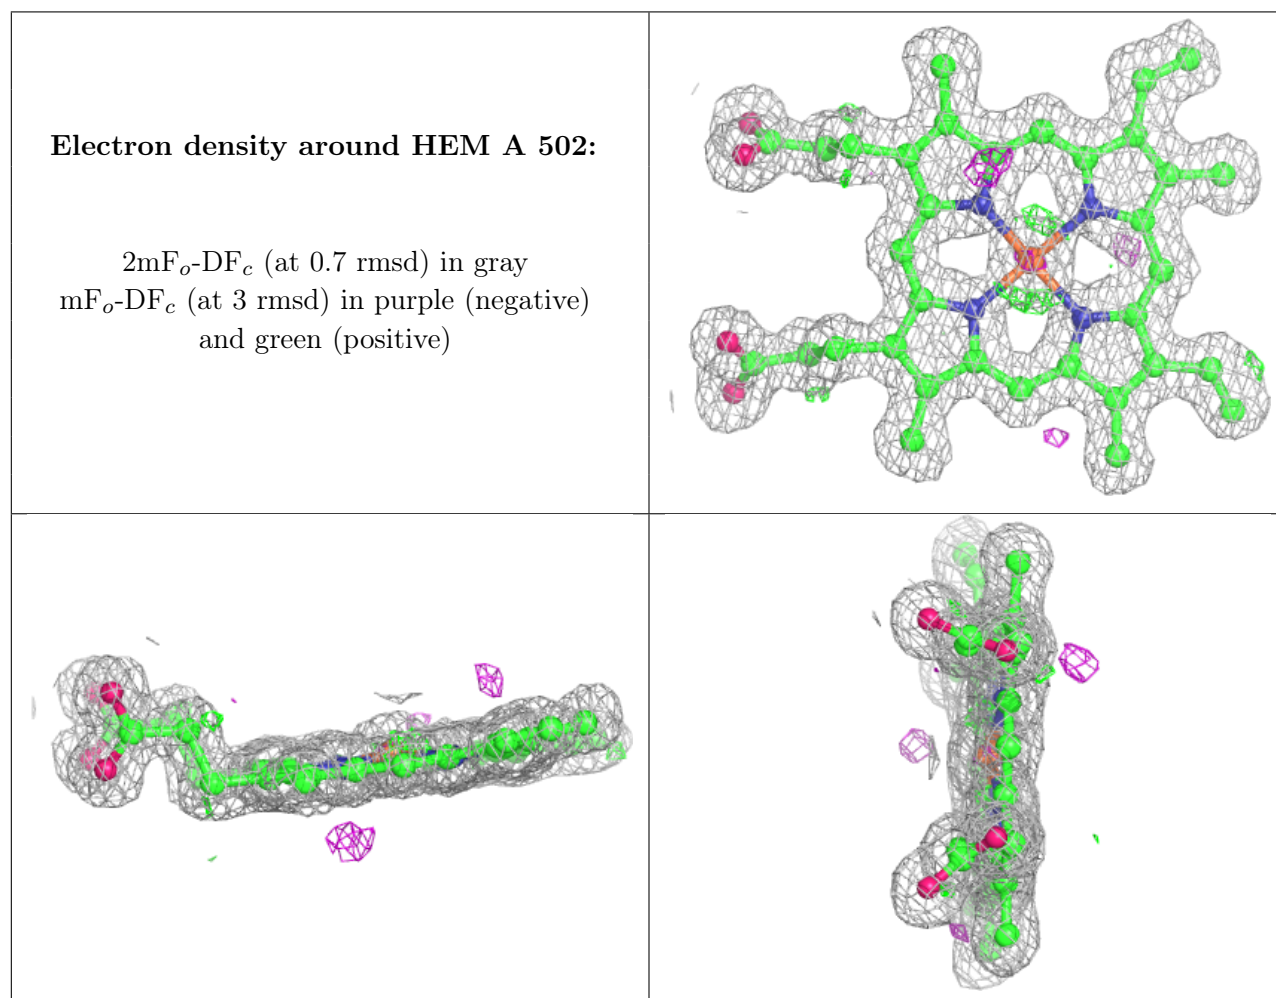 Electron density around HEM A 502:
2mFo-DFc (at 0.7 rmsd) in gray
mFo-DFc (at 3 rmsd) in purple (negative)
and green (positive)